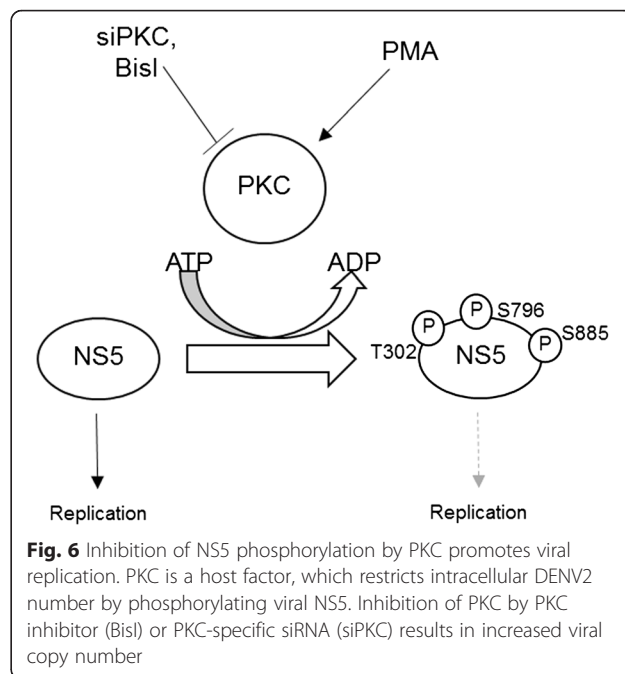 siPKC,
BisI
PMA
PKC
ATP
ADP
NS5
T302
P
P
S796
P
S885
NS5
Replication
Replication
Fig. 6 Inhibition of NS5 phosphorylation by PKC promotes viral
replication. PKC is a host factor, which restricts intracellular DENV2
number by phosphorylating viral NS5. Inhibition of PKC by PKC
inhibitor (BisI) or PKC-specific siRNA (siPKC) results in increased viral
copy number